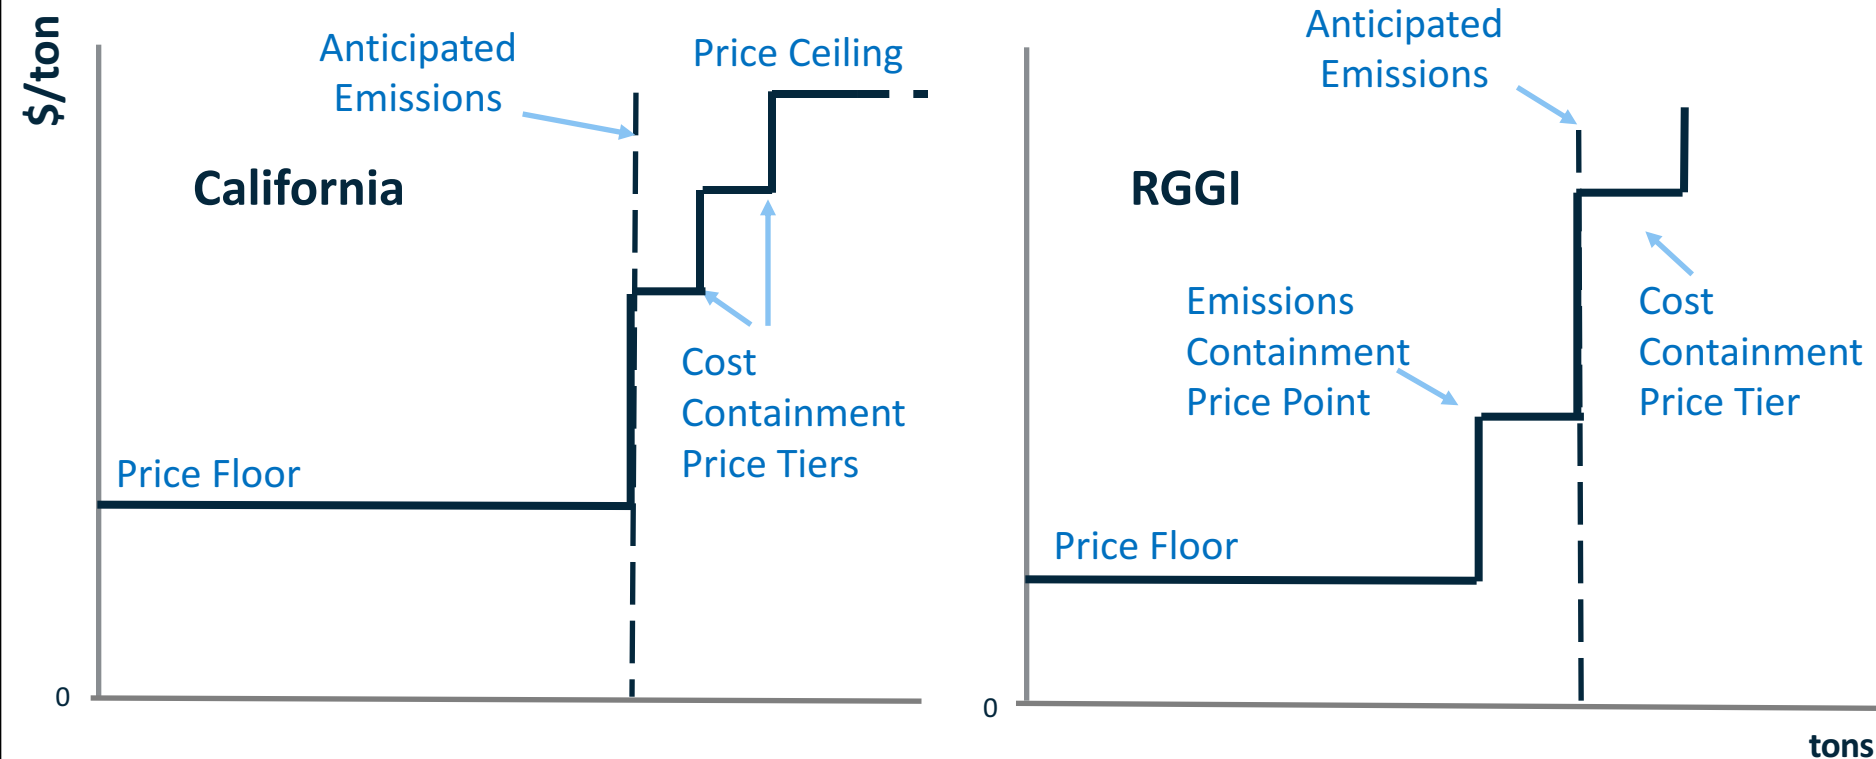 $/ton
Anticipated
Emissions
Price Ceiling
California
Cost
Containment
Price Tiers
Price Floor
0
Anticipated
Emissions
RGGI
Emissions
Containment
Price Point
Cost
Containment
Price Tier
Price Floor
0
tons